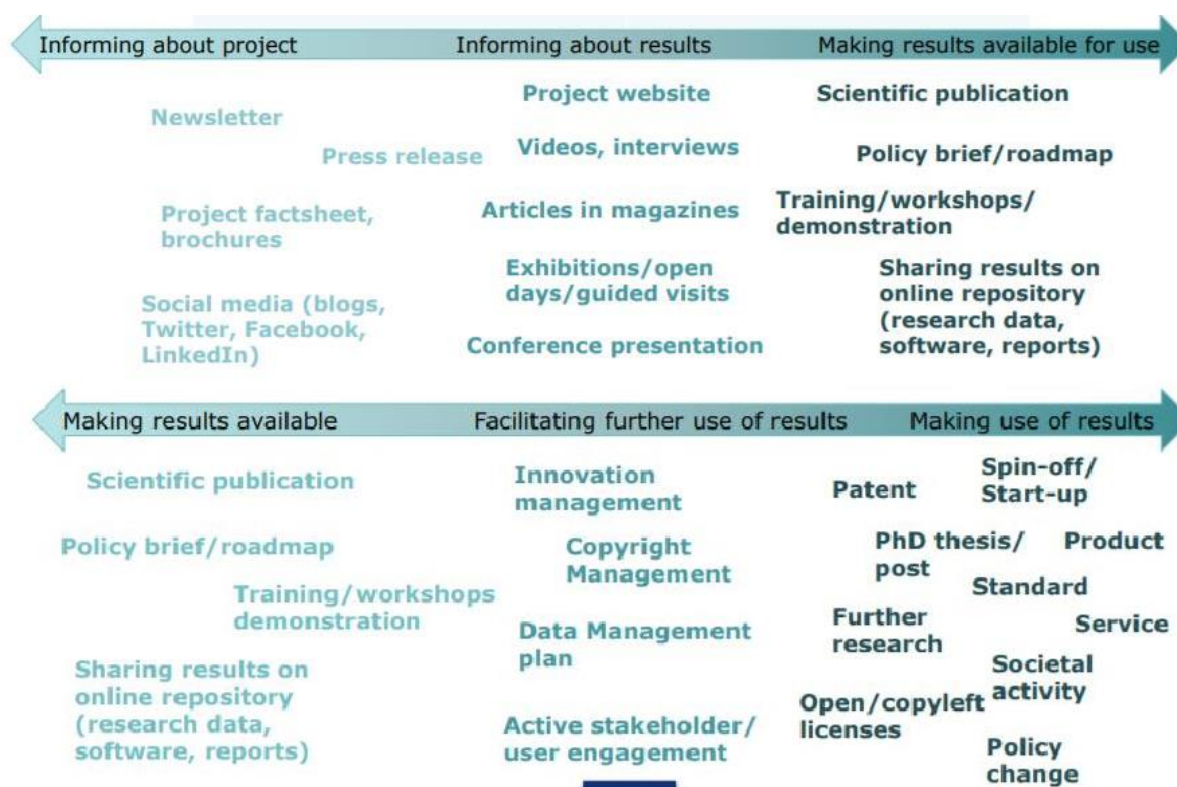 Informing about project Informing about results Making results available for use
Newsletter
Press release
Project factsheet,
brochures
Social media (blogs,
Twitter, Facebook,
LinkedIn)
Project website
Videos, interviews
Articles in magazines
Exhibitions/open
days/guided visits
Conference presentation
Scientific publication
Policy brief/roadmap
Training/workshops/
demonstration
Sharing results on
online repository
(research data,
software, reports)
Making results available Facilitating further use of results Making use of results
Scientific publication
Policy brief/roadmap
Training/workshops
demonstration
Sharing results on
online repository
(research data,
software, reports)
Innovation
management
Copyright
Management
Data Management
plan
Active stakeholder/
user engagement
Patent
Spin-off/
Start-up
PhD thesis/
post
Product
Standard
Further
research
Service
Societal
activity
Open/copyleft
licenses
Policy
change